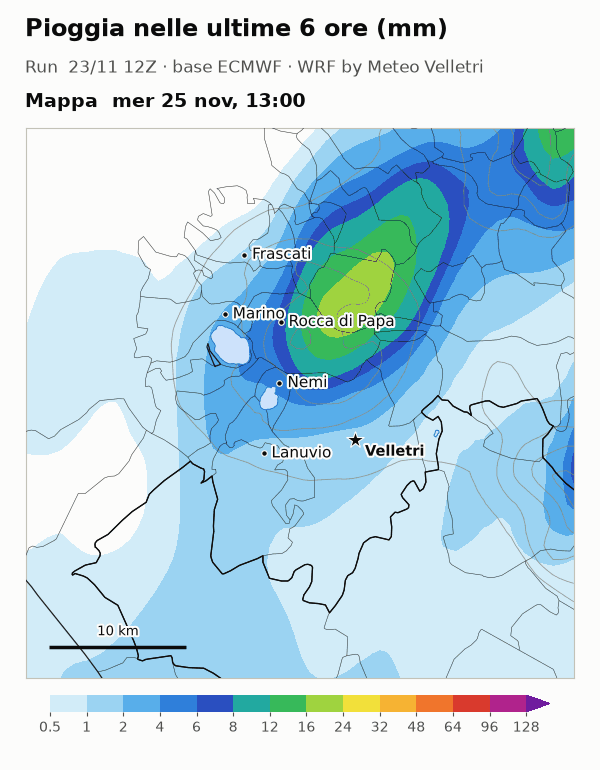 Pioggia nelle ultime 6 ore (mm)
Run  23/11 12Z · base ECMWF · WRF by Meteo Velletri
Mappa  mer 25 nov, 13:00
Frascati
Marino
Rocca di Papa
Nemi
Velletri
Lanuvio
10 km
0.5 1 2 4 6 8 12 16 24 32 48 64 96 128